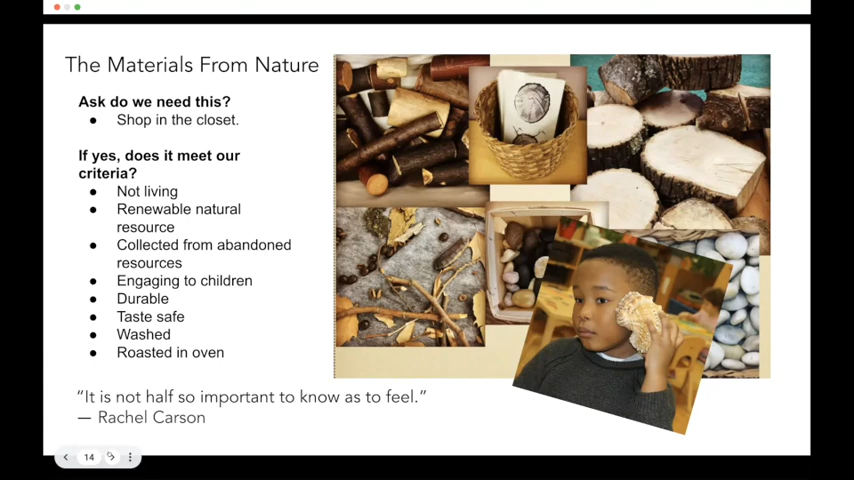 The Materials From Nature
Ask do we need this?
● Shop in the closet.
If yes, does it meet our
criteria?
● Not living
● Renewable natural
resource
● Collected from abandoned
resources
● Engaging to children
● Durable
● Taste safe
● Washed
● Roasted in oven
“It is not half so important to know as to feel.”
— Rachel Carson
14